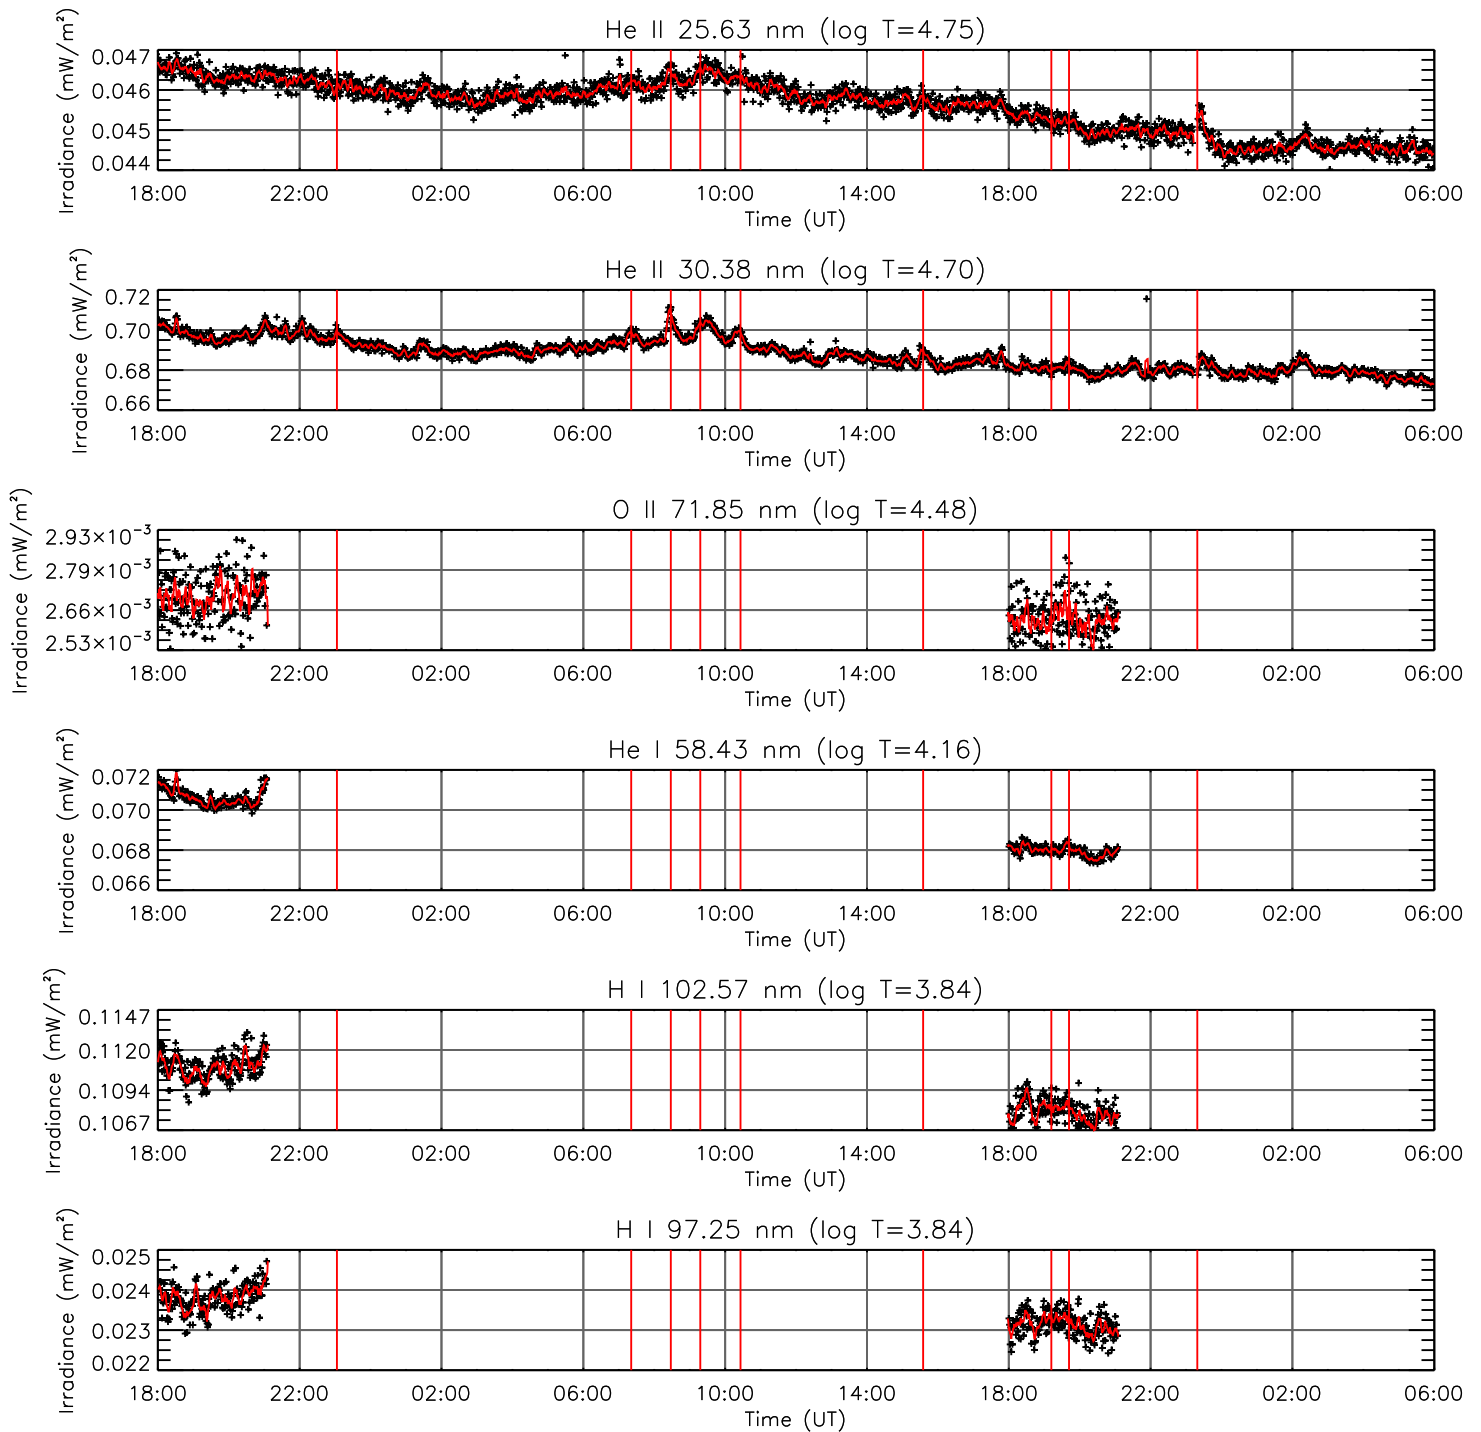 He II 25.63 nm (log T=4.75)
Irradiance (mW/m²)
0.047
0.046
0.045
0.044
18:00 22:00 02:00 06:00 10:00 14:00 18:00 22:00 02:00 06:00
Time (UT)
He II 30.38 nm (log T=4.70)
Irradiance (mW/m²)
0.72
0.70
0.68
0.66
18:00 22:00 02:00 06:00 10:00 14:00 18:00 22:00 02:00 06:00
Time (UT)
O II 71.85 nm (log T=4.48)
Irradiance (mW/m²)
2.93×10⁻³
2.79×10⁻³
2.66×10⁻³
2.53×10⁻³
18:00 22:00 02:00 06:00 10:00 14:00 18:00 22:00 02:00 06:00
Time (UT)
He I 58.43 nm (log T=4.16)
Irradiance (mW/m²)
0.072
0.070
0.068
0.066
18:00 22:00 02:00 06:00 10:00 14:00 18:00 22:00 02:00 06:00
Time (UT)
H I 102.57 nm (log T=3.84)
Irradiance (mW/m²)
0.1147
0.1120
0.1094
0.1067
18:00 22:00 02:00 06:00 10:00 14:00 18:00 22:00 02:00 06:00
Time (UT)
H I 97.25 nm (log T=3.84)
Irradiance (mW/m²)
0.025
0.024
0.023
0.022
18:00 22:00 02:00 06:00 10:00 14:00 18:00 22:00 02:00 06:00
Time (UT)